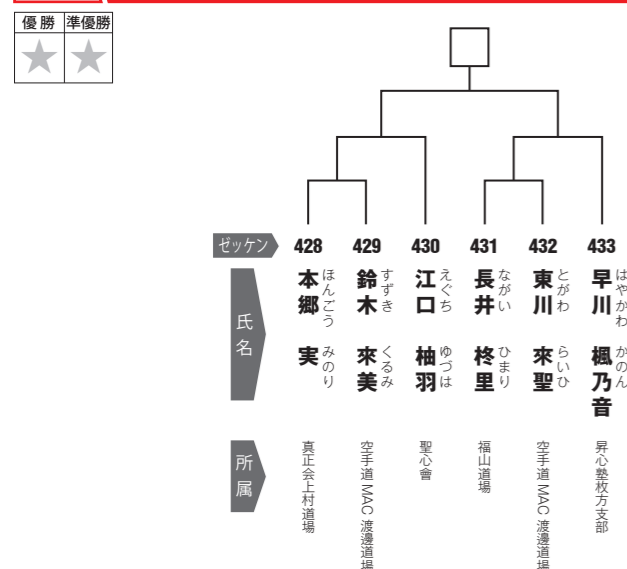 優勝 準優勝
ゼッケン 428 429 430 431 432 433
氏名
本郷 実
ほんごう みのり
鈴木 來美
すずき くるみ
江口 柚羽
えぐち ゆづは
長井 柊里
ながい ひまり
東川 來聖
とがわ らいひ
早川 楓乃音
はやかわ かのん
所属
真正会上村道場
空手道 MAC 渡邊道場
聖心會
福山道場
空手道 MAC 渡邊道場
昇心塾枚方支部